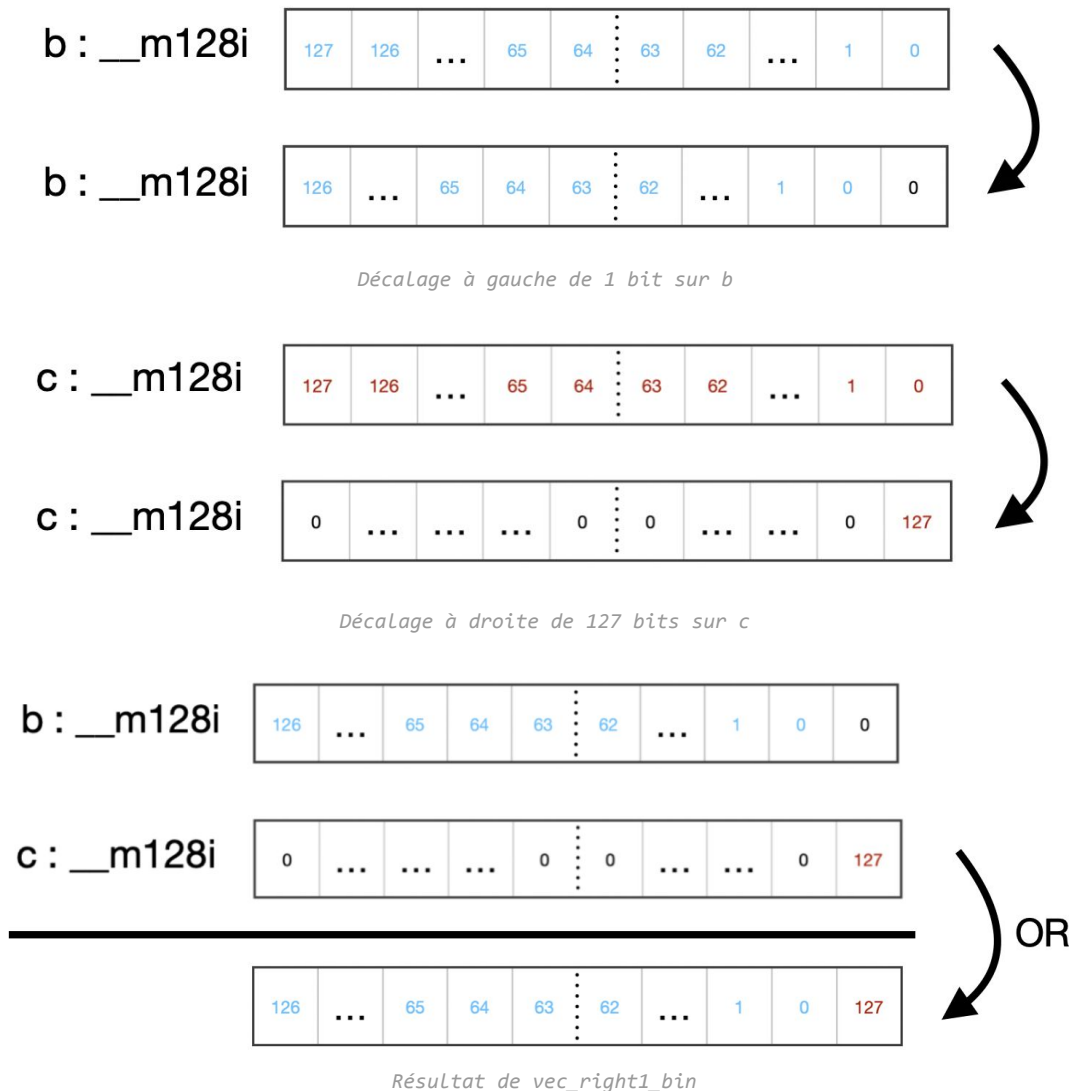 b : __m128i 127 126 ... 65 64 63 62 ... 1 0
b : __m128i 126 ... 65 64 63 62 ... 1 0 0
Décalage à gauche de 1 bit sur b
c : __m128i 127 126 ... 65 64 63 62 ... 1 0
c : __m128i 0 ... ... ... 0 0 ... ... 0 127
Décalage à droite de 127 bits sur c
b : __m128i 126 ... 65 64 63 62 ... 1 0 0
c : __m128i 0 ... ... ... 0 0 ... ... 0 127
OR
126 ... 65 64 63 62 ... 1 0 127
Résultat de vec_right1_bin